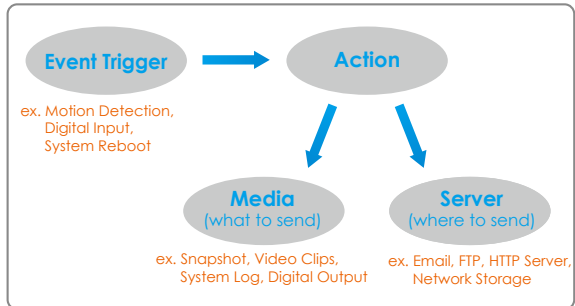 Event Trigger
Action
ex. Motion Detection,
Digital Input,
System Reboot
Media
(what to send)
Server
(where to send)
ex. Snapshot, Video Clips,
System Log, Digital Output
ex. Email, FTP, HTTP Server,
Network Storage